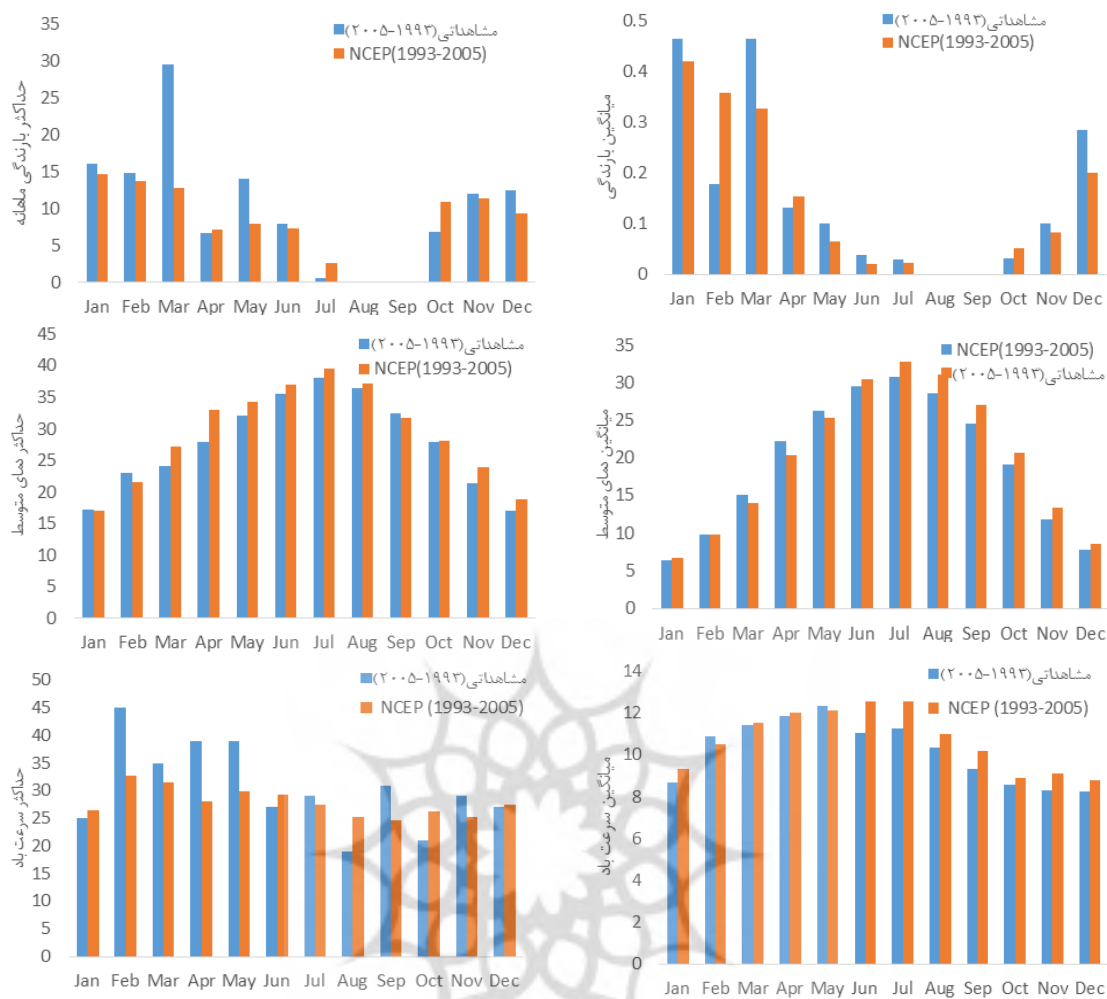 حداکثر بارندگی ماهانه
35
30
25
20
15
10
5
0
مشاهداتی(۱۹۹۳-۲۰۰۵)
NCEP(1993-2005)
Jan Feb Mar Apr May Jun Jul Aug Sep Oct Nov Dec
میانگین بارندگی
0.5
0.4
0.3
0.2
0.1
0
مشاهداتی(۱۹۹۳-۲۰۰۵)
NCEP(1993-2005)
Jan Feb Mar Apr May Jun Jul Aug Sep Oct Nov Dec
حداکثر دمای متوسط
45
40
35
30
25
20
15
10
5
0
مشاهداتی(۱۹۹۳-۲۰۰۵)
NCEP(1993-2005)
Jan Feb Mar Apr May Jun Jul Aug Sep Oct Nov Dec
میانگین دمای متوسط
35
30
25
20
15
10
5
0
NCEP(1993-2005)
مشاهداتی(۱۹۹۳-۲۰۰۵)
Jan Feb Mar Apr May Jun Jul Aug Sep Oct Nov Dec
حداکثر سرعت باد
50
45
40
35
30
25
20
15
10
5
0
مشاهداتی(۱۹۹۳-۲۰۰۵)
NCEP (1993-2005)
Jan Feb Mar Apr May Jun Jul Aug Sep Oct Nov Dec
میانگین سرعت باد
14
12
10
8
6
4
2
0
مشاهداتی(۱۹۹۳-۲۰۰۵)
NCEP (1993-2005)
Jan Feb Mar Apr May Jun Jul Aug Sep Oct Nov Dec